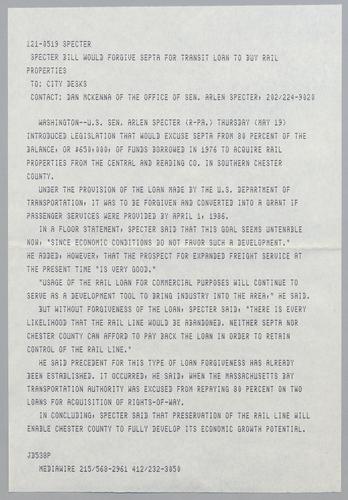 121-0519 SPECTER
SPECTER BILL WOULD FORGIVE SEPTA FOR TRANSIT LOAN TO BUY RAIL
PROPERTIES
TO: CITY DESKS
CONTACT: DAN MCKENNA OF THE OFFICE OF SEN. ARLEN SPECTER, 202/224-9020
WASHINGTON--U.S. SEN. ARLEN SPECTER (R-PA.) THURSDAY (MAY 19)
INTRODUCED LEGISLATION THAT WOULD EXCUSE SEPTA FROM 80 PERCENT OF THE
BALANCE, OR $650,000, OF FUNDS BORROWED IN 1976 TO ACQUIRE RAIL
PROPERTIES FROM THE CENTRAL AND READING CO. IN SOUTHERN CHESTER
COUNTY.
UNDER THE PROVISION OF THE LOAN MADE BY THE U.S. DEPARTMENT OF
TRANSPORTATION, IT WAS TO BE FORGIVEN AND CONVERTED INTO A GRANT IF
PASSENGER SERVICES WERE PROVIDED BY APRIL 1, 1986.
IN A FLOOR STATEMENT, SPECTER SAID THAT THIS GOAL SEEMS UNTENABLE
NOW, "SINCE ECONOMIC CONDITIONS DO NOT FAVOR SUCH A DEVELOPMENT."
HE ADDED, HOWEVER, THAT THE PROSPECT FOR EXPANDED FREIGHT SERVICE AT
THE PRESENT TIME "IS VERY GOOD."
"USAGE OF THE RAIL LOAN FOR COMMERCIAL PURPOSES WILL CONTINUE TO
SERVE AS A DEVELOPMENT TOOL TO BRING INDUSTRY INTO THE AREA," HE SAID.
BUT WITHOUT FORGIVENESS OF THE LOAN, SPECTER SAID, "THERE IS EVERY
LIKELIHOOD THAT THE RAIL LINE WOULD BE ABANDONED. NEITHER SEPTA NOR
CHESTER COUNTY CAN AFFORD TO PAY BACK THE LOAN IN ORDER TO RETAIN
CONTROL OF THE RAIL LINE."
HE SAID PRECEDENT FOR THIS TYPE OF LOAN FORGIVENESS HAS ALREADY
BEEN ESTABLISHED. IT OCCURRED, HE SAID, WHEN THE MASSACHUSETTS BAY
TRANSPORTATION AUTHORITY WAS EXCUSED FROM REPAYING 80 PERCENT ON TWO
LOANS FOR ACQUISITION OF RIGHTS-OF-WAY.
IN CONCLUDING, SPECTER SAID THAT PRESERVATION OF THE RAIL LINE WILL
ENABLE CHESTER COUNTY TO FULLY DEVELOP ITS ECONOMIC GROWTH POTENTIAL.
JD538P
MEDIAWIRE 215/568-2961 412/232-3050